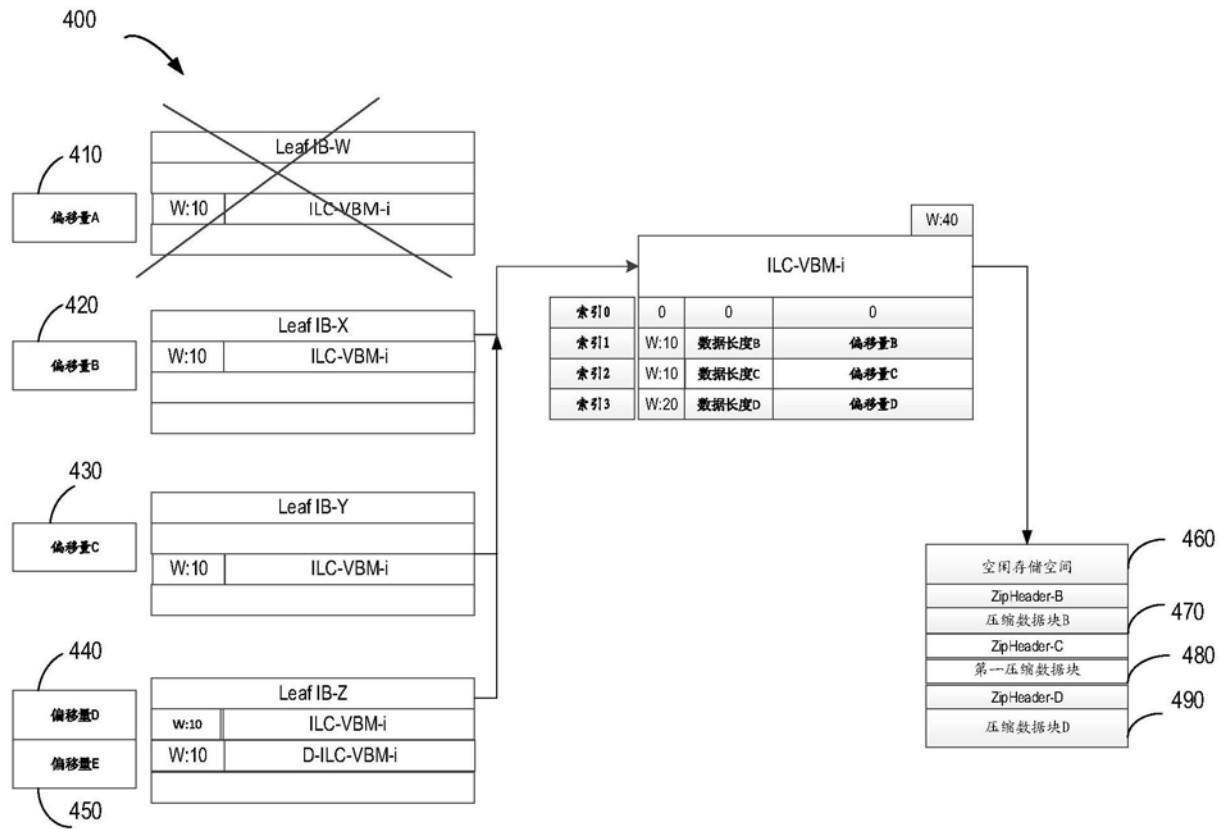 400
410
Leaf IB-W
偏移量A
W:10 ILC-VBM-i
420
Leaf IB-X
偏移量B
W:10 ILC-VBM-i
430
Leaf IB-Y
偏移量C
W:10 ILC-VBM-i
440
Leaf IB-Z
偏移量D
W:10 ILC-VBM-i
偏移量E
W:10 D-ILC-VBM-i
450
W:40
ILC-VBM-i
索引0 0 0 0
索引1 W:10 数据长度B 偏移量B
索引2 W:10 数据长度C 偏移量C
索引3 W:20 数据长度D 偏移量D
460
空闲存储空间
ZipHeader-B
470
压缩数据块B
ZipHeader-C
480
第一压缩数据块
ZipHeader-D
490
压缩数据块D